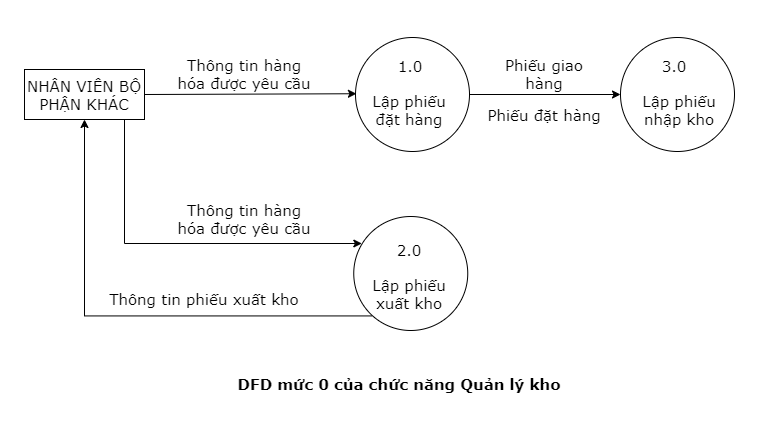 NHÂN VIÊN BỘ
PHẬN KHÁC
Thông tin hàng
hóa được yêu cầu
1.0
Lập phiếu
đặt hàng
Phiếu giao
hàng
Phiếu đặt hàng
3.0
Lập phiếu
nhập kho
Thông tin hàng
hóa được yêu cầu
2.0
Lập phiếu
xuất kho
Thông tin phiếu xuất kho
DFD mức 0 của chức năng Quản lý kho